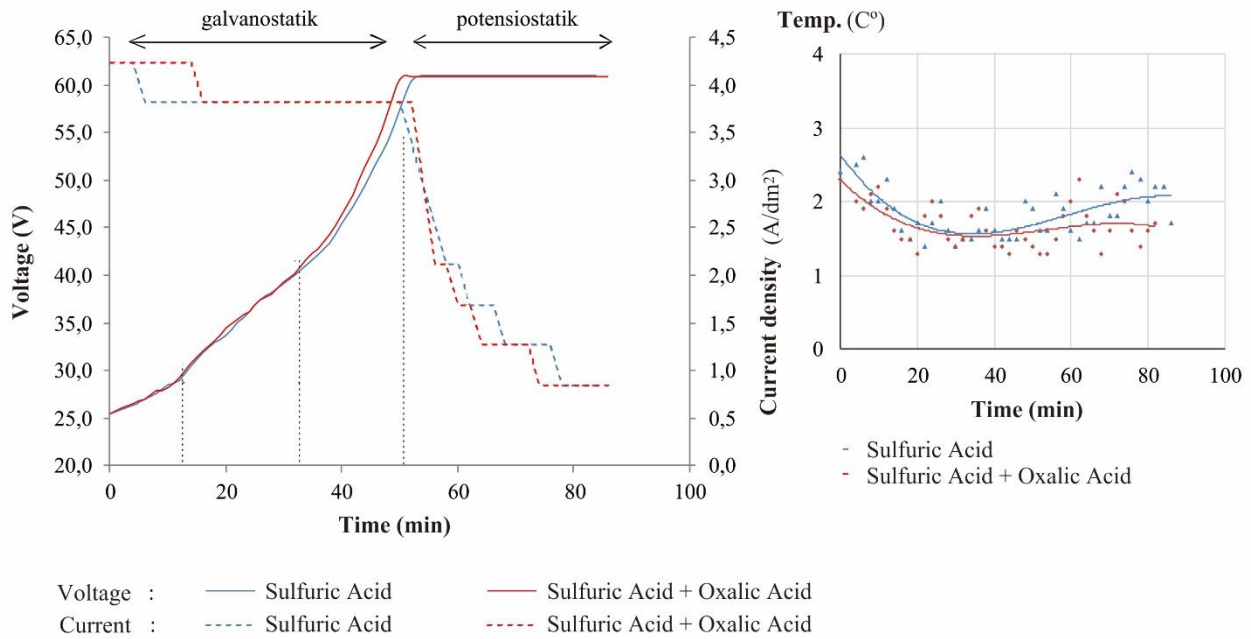 galvanostatik
potensiostatik
65,0
60,0
55,0
50,0
45,0
40,0
35,0
30,0
25,0
20,0
Voltage (V)
4,5
4,0
3,5
3,0
2,5
2,0
1,5
1,0
0,5
0,0
Current density (A/dm²)
0 20 40 60 80 100
Time (min)
Temp. (Cº)
4
3
2
1
0
0 20 40 60 80 100
Time (min)
Sulfuric Acid
Sulfuric Acid + Oxalic Acid
Voltage : Sulfuric Acid Sulfuric Acid + Oxalic Acid
Current : Sulfuric Acid Sulfuric Acid + Oxalic Acid